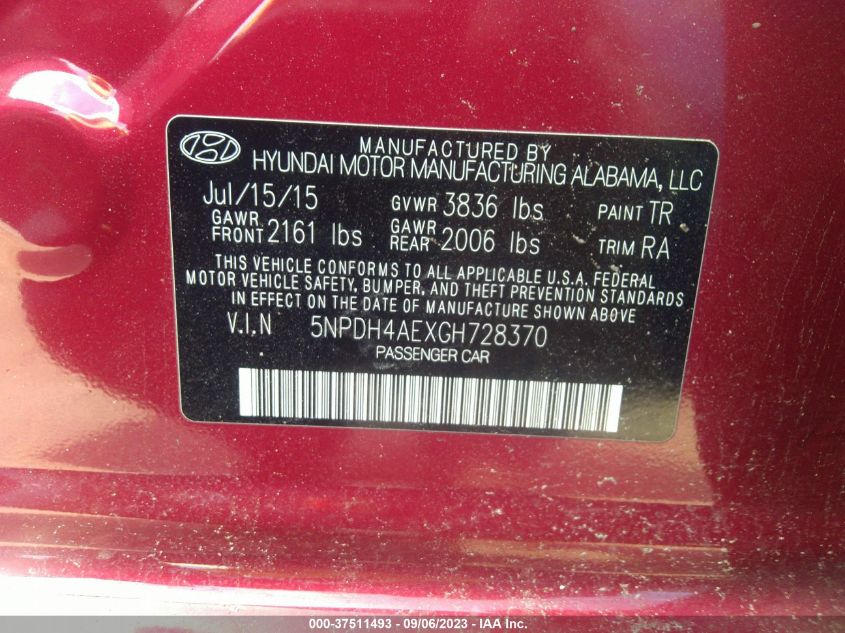 MANUFACTURED BY
HYUNDAI MOTOR MANUFACTURING ALABAMA, LLC
Jul/15/15 GVWR 3836 lbs PAINT TR
GAWR FRONT 2161 lbs GAWR REAR 2006 lbs TRIM RA
THIS VEHICLE CONFORMS TO ALL APPLICABLE U.S.A. FEDERAL
MOTOR VEHICLE SAFETY, BUMPER, AND THEFT PREVENTION STANDARDS
IN EFFECT ON THE DATE OF MANUFACTURE SHOWN ABOVE
V.I.N 5NPDH4AEXGH728370
PASSENGER CAR
000-37511493 - 09/06/2023 - IAA Inc.